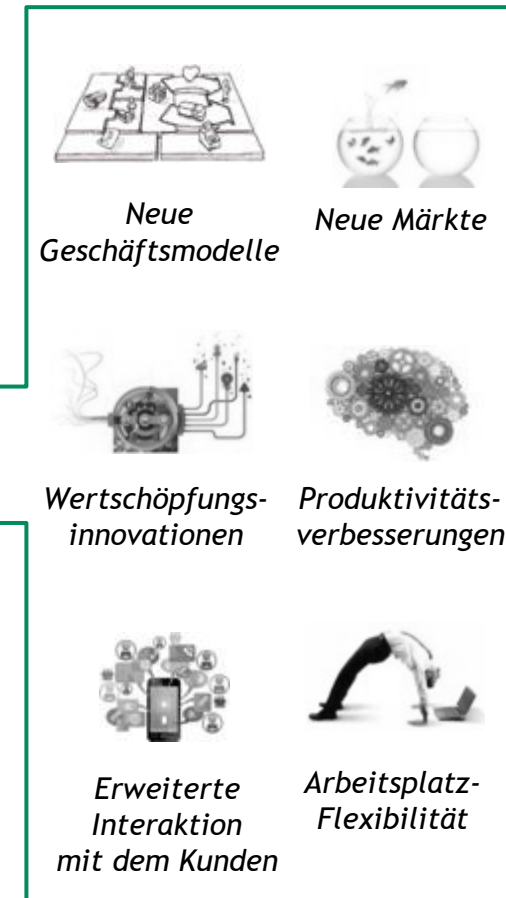 Neue
Geschäftsmodelle
Neue Märkte
Wertschöpfungs-
innovationen
Produktivitäts-
verbesserungen
Erweiterte
Interaktion
mit dem Kunden
Arbeitsplatz-
Flexibilität